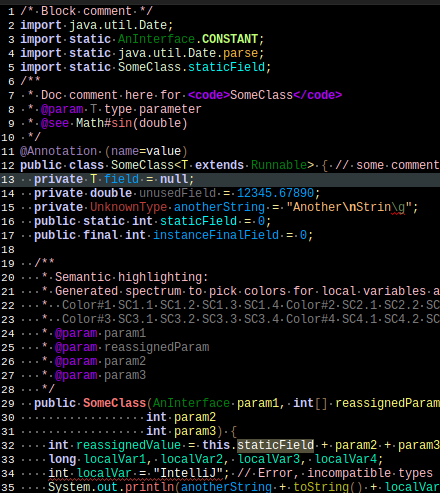 1 /* Block comment */
2 import java.util.Date;
3 import static AnInterface.CONSTANT;
4 import static java.util.Date.parse;
5 import static SomeClass.staticField;
6 /**
7 * Doc comment here for <code>SomeClass</code>
8 * @param T type parameter
9 * @see Math#sin(double)
10 */
11 @Annotation (name=value)
12 public class SomeClass<T extends Runnable> { // some comment
13 private T field = null;
14 private double unusedField = 12345.67890;
15 private UnknownType anotherString = "Another\nStrin\g";
16 public static int staticField = 0;
17 public final int instanceFinalField = 0;
18
19 /**
20 * Semantic highlighting:
21 * Generated spectrum to pick colors for local variables a
22 * Color#1 SC1.1 SC1.2 SC1.3 SC1.4 Color#2 SC2.1 SC2.2 SC
23 * Color#3 SC3.1 SC3.2 SC3.3 SC3.4 Color#4 SC4.1 SC4.2 SC
24 * @param param1
25 * @param reassignedParam
26 * @param param2
27 * @param param3
28 */
29 public SomeClass(AnInterface param1, int[] reassignedParam
30 int param2
31 int param3) {
32 int reassignedValue = this.staticField + param2 + param3
33 long localVar1, localVar2, localVar3, localVar4;
34 int localVar = "IntelliJ"; // Error, incompatible types
35 System.out.println(anotherString + toString() + localVar